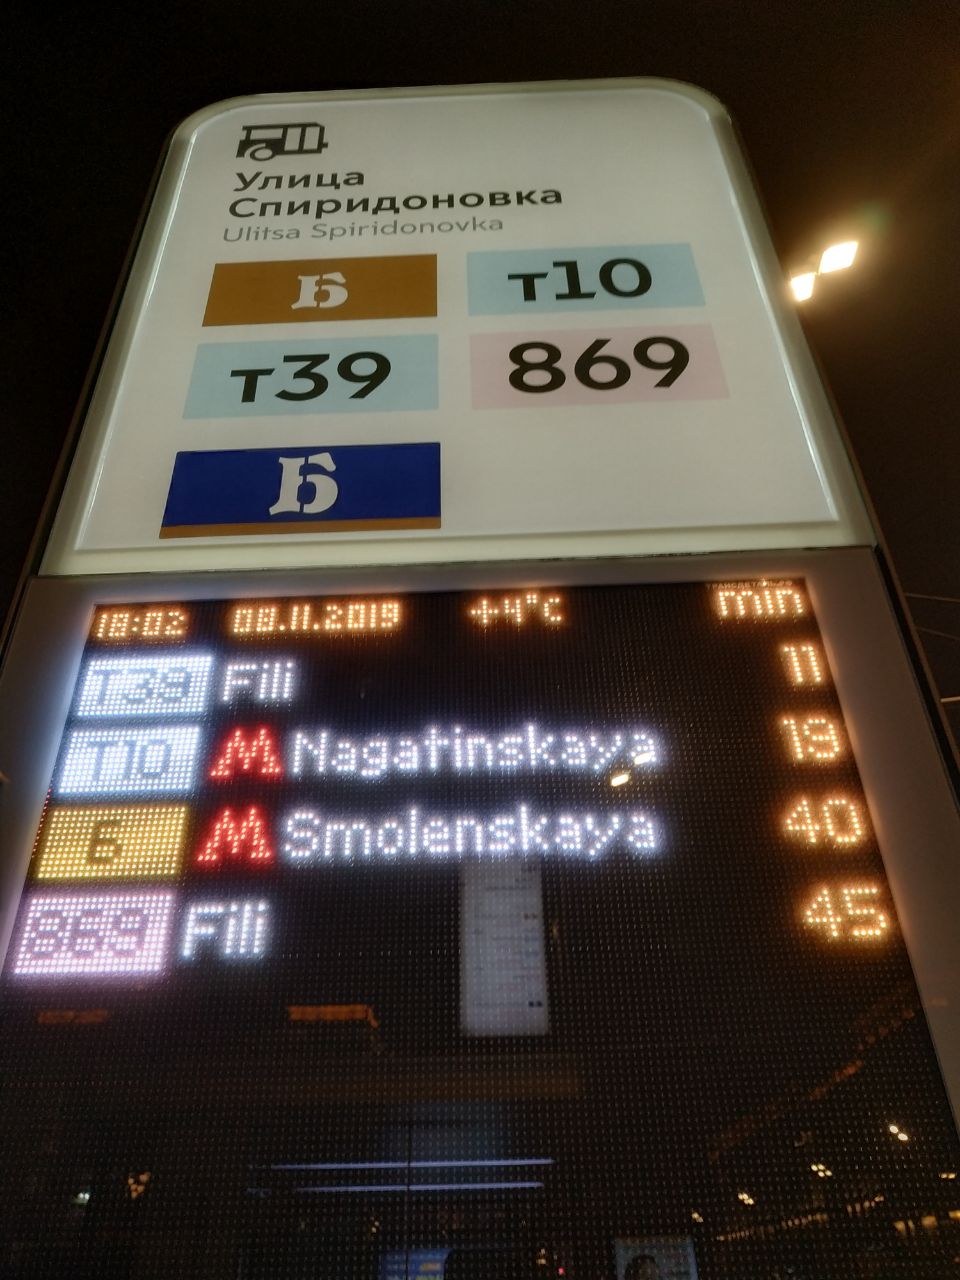 Улица
Спиридоновка
Ulitsa Spiridonovka
Б т10
т39 869
Б
18:02 08.11.2019 +4°C min
Т39 Fili 11
Т10 М Nagatinskaya 19
Б М Smolenskaya 40
869 Fili 45